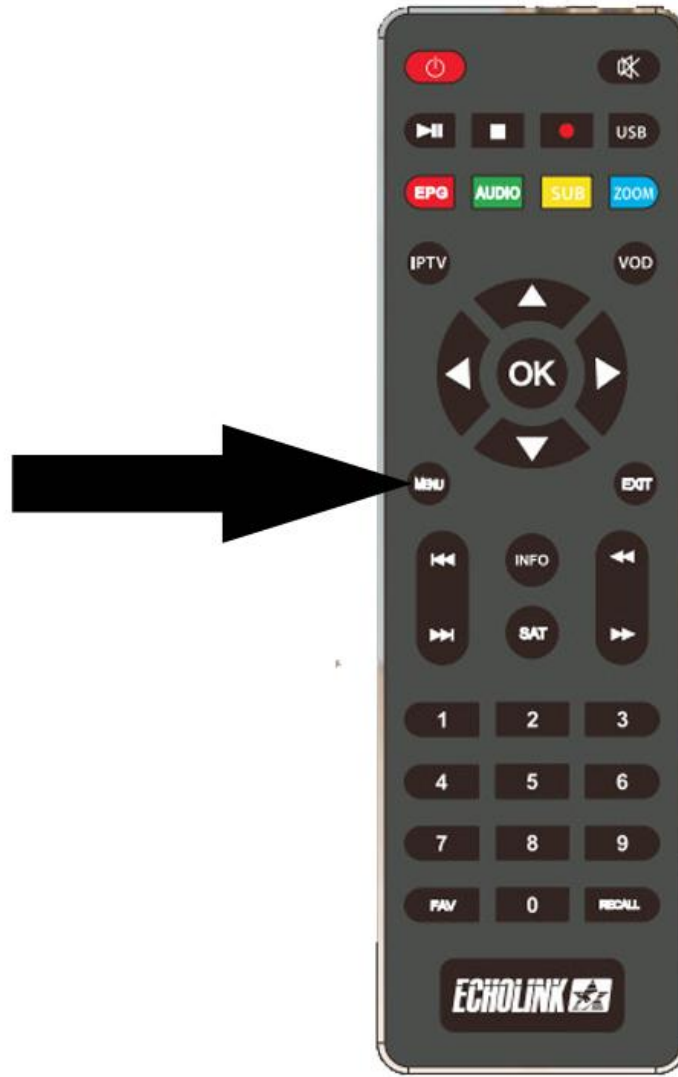 USB
EPG AUDIO SUB ZOOM
IPTV VOD
OK
MENU EXIT
INFO
SAT
1 2 3
4 5 6
7 8 9
FAV 0 RECALL
ECHOLINK